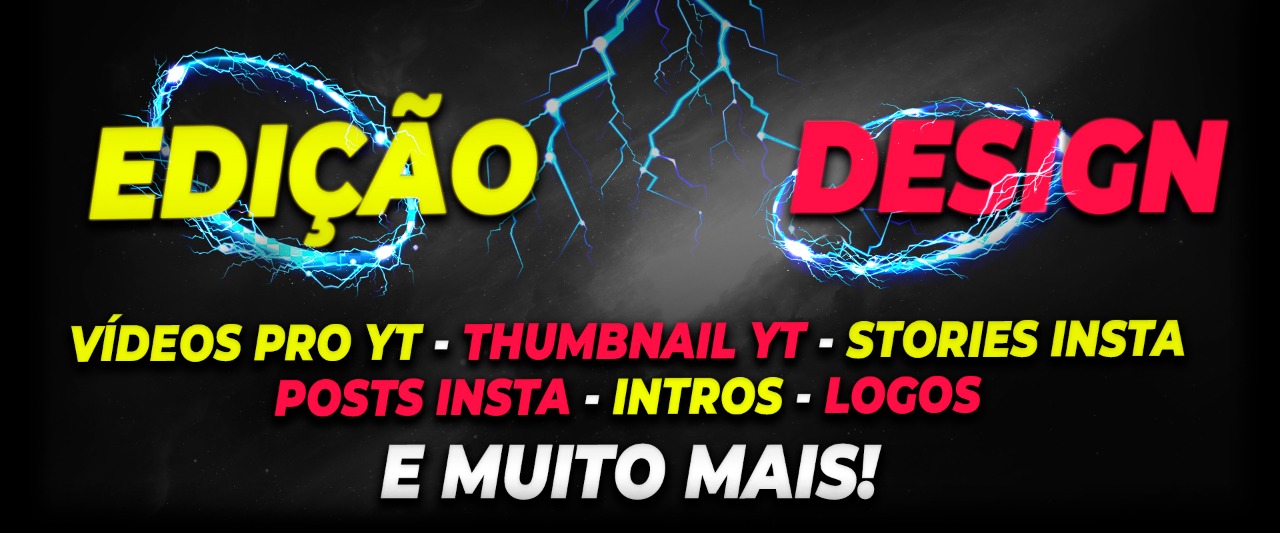 EDIÇÃO DESIGN
VÍDEOS PRO YT - THUMBNAIL YT - STORIES INSTA
POSTS INSTA - INTROS - LOGOS
E MUITO MAIS!